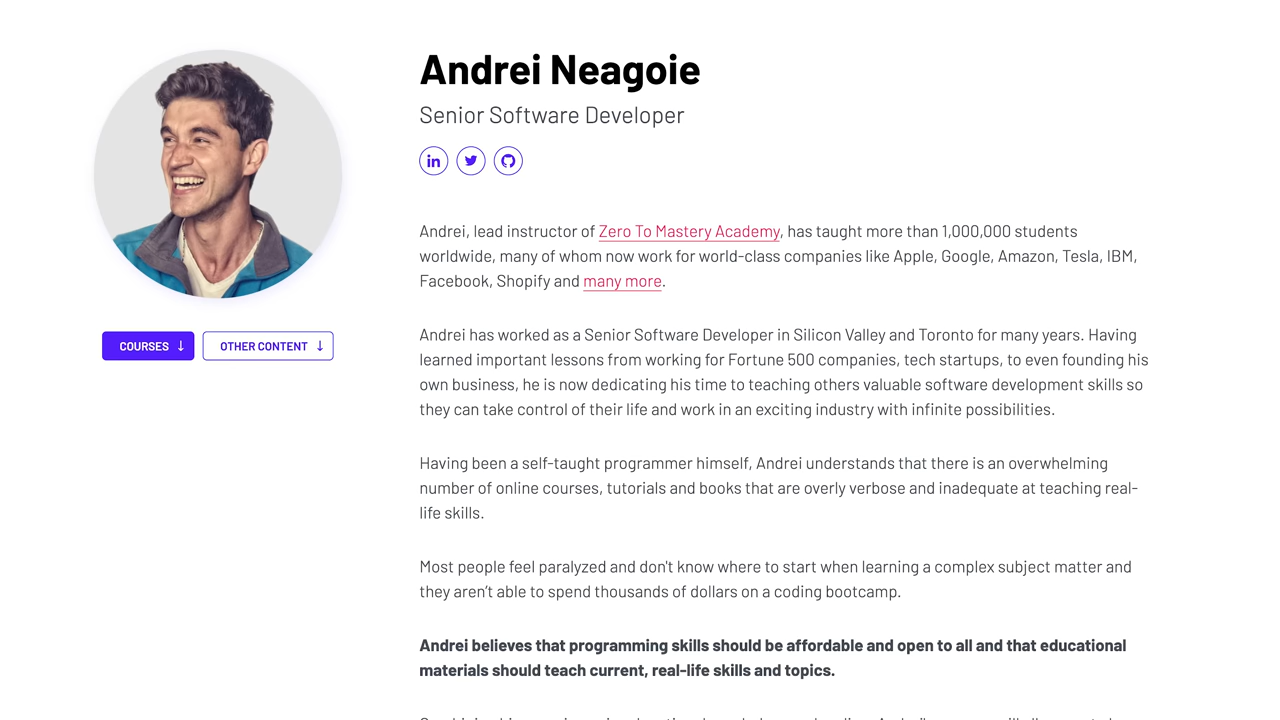 Andrei Neagoie
Senior Software Developer
in
Andrei, lead instructor of Zero To Mastery Academy, has taught more than 1,000,000 students
worldwide, many of whom now work for world-class companies like Apple, Google, Amazon, Tesla, IBM,
Facebook, Shopify and many more.
COURSES ↓
OTHER CONTENT ↓
Andrei has worked as a Senior Software Developer in Silicon Valley and Toronto for many years. Having
learned important lessons from working for Fortune 500 companies, tech startups, to even founding his
own business, he is now dedicating his time to teaching others valuable software development skills so
they can take control of their life and work in an exciting industry with infinite possibilities.
Having been a self-taught programmer himself, Andrei understands that there is an overwhelming
number of online courses, tutorials and books that are overly verbose and inadequate at teaching real-
life skills.
Most people feel paralyzed and don't know where to start when learning a complex subject matter and
they aren’t able to spend thousands of dollars on a coding bootcamp.
Andrei believes that programming skills should be affordable and open to all and that educational
materials should teach current, real-life skills and topics.